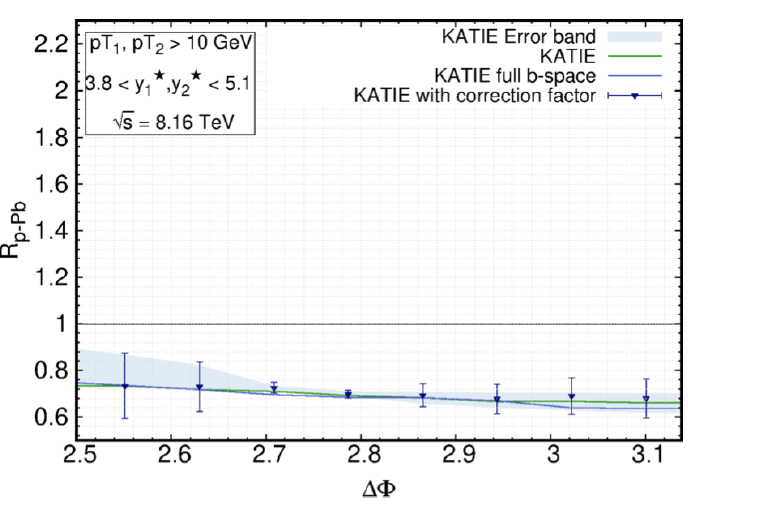 2.2
2
1.8
1.6
1.4
1.2
1
0.8
0.6
R_p-Pb
pT₁, pT₂ > 10 GeV
3.8 < y₁★,y₂★ < 5.1
√s = 8.16 TeV
KATIE Error band
KATIE
KATIE full b-space
KATIE with correction factor
2.5 2.6 2.7 2.8 2.9 3 3.1
ΔΦ